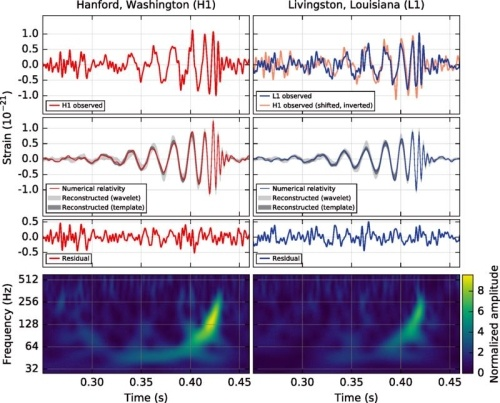 Hanford, Washington (H1)
Livingston, Louisiana (L1)
1.0
0.5
0.0
-0.5
-1.0
H1 observed
L1 observed
H1 observed (shifted, inverted)
Strain (10⁻²¹)
1.0
0.5
0.0
-0.5
-1.0
Numerical relativity
Reconstructed (wavelet)
Reconstructed (template)
Numerical relativity
Reconstructed (wavelet)
Reconstructed (template)
0.5
0.0
-0.5
Residual
Residual
Frequency (Hz)
512
256
128
64
32
8
6
4
2
0
Normalized amplitude
0.30
0.35
0.40
0.45
0.30
0.35
0.40
0.45
Time (s)
Time (s)